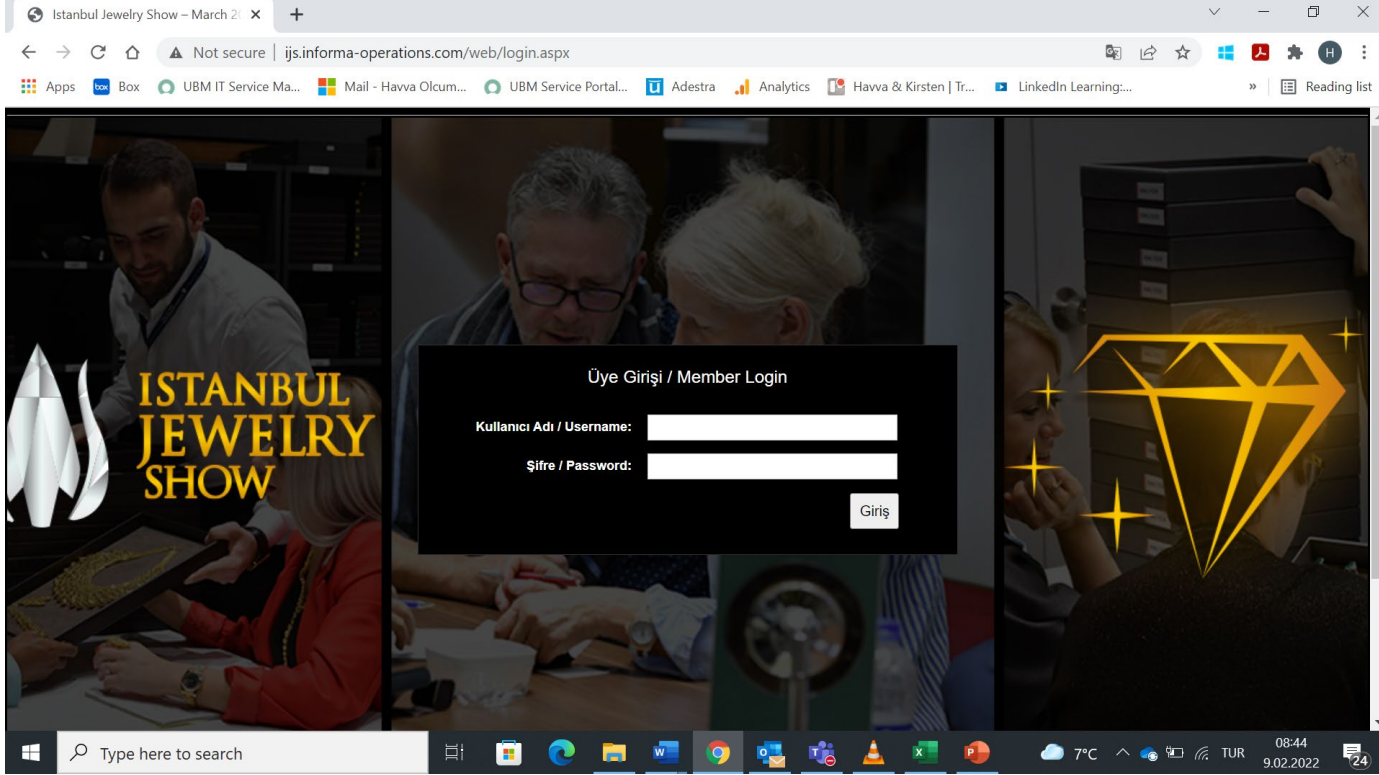 Istanbul Jewelry Show – March 2
Not secure | ijs.informa-operations.com/web/login.aspx
H
Apps box Box UBM IT Service Ma... Mail - Havva Olcum... UBM Service Portal... Adestra Analytics Havva & Kirsten | Tr... LinkedIn Learning:... » Reading list
Üye Girişi / Member Login
ISTANBUL
JEWELRY
SHOW
Kullanıcı Adı / Username:
Şifre / Password:
Giriş
Type here to search
7°C
TUR
08:44
9.02.2022
24